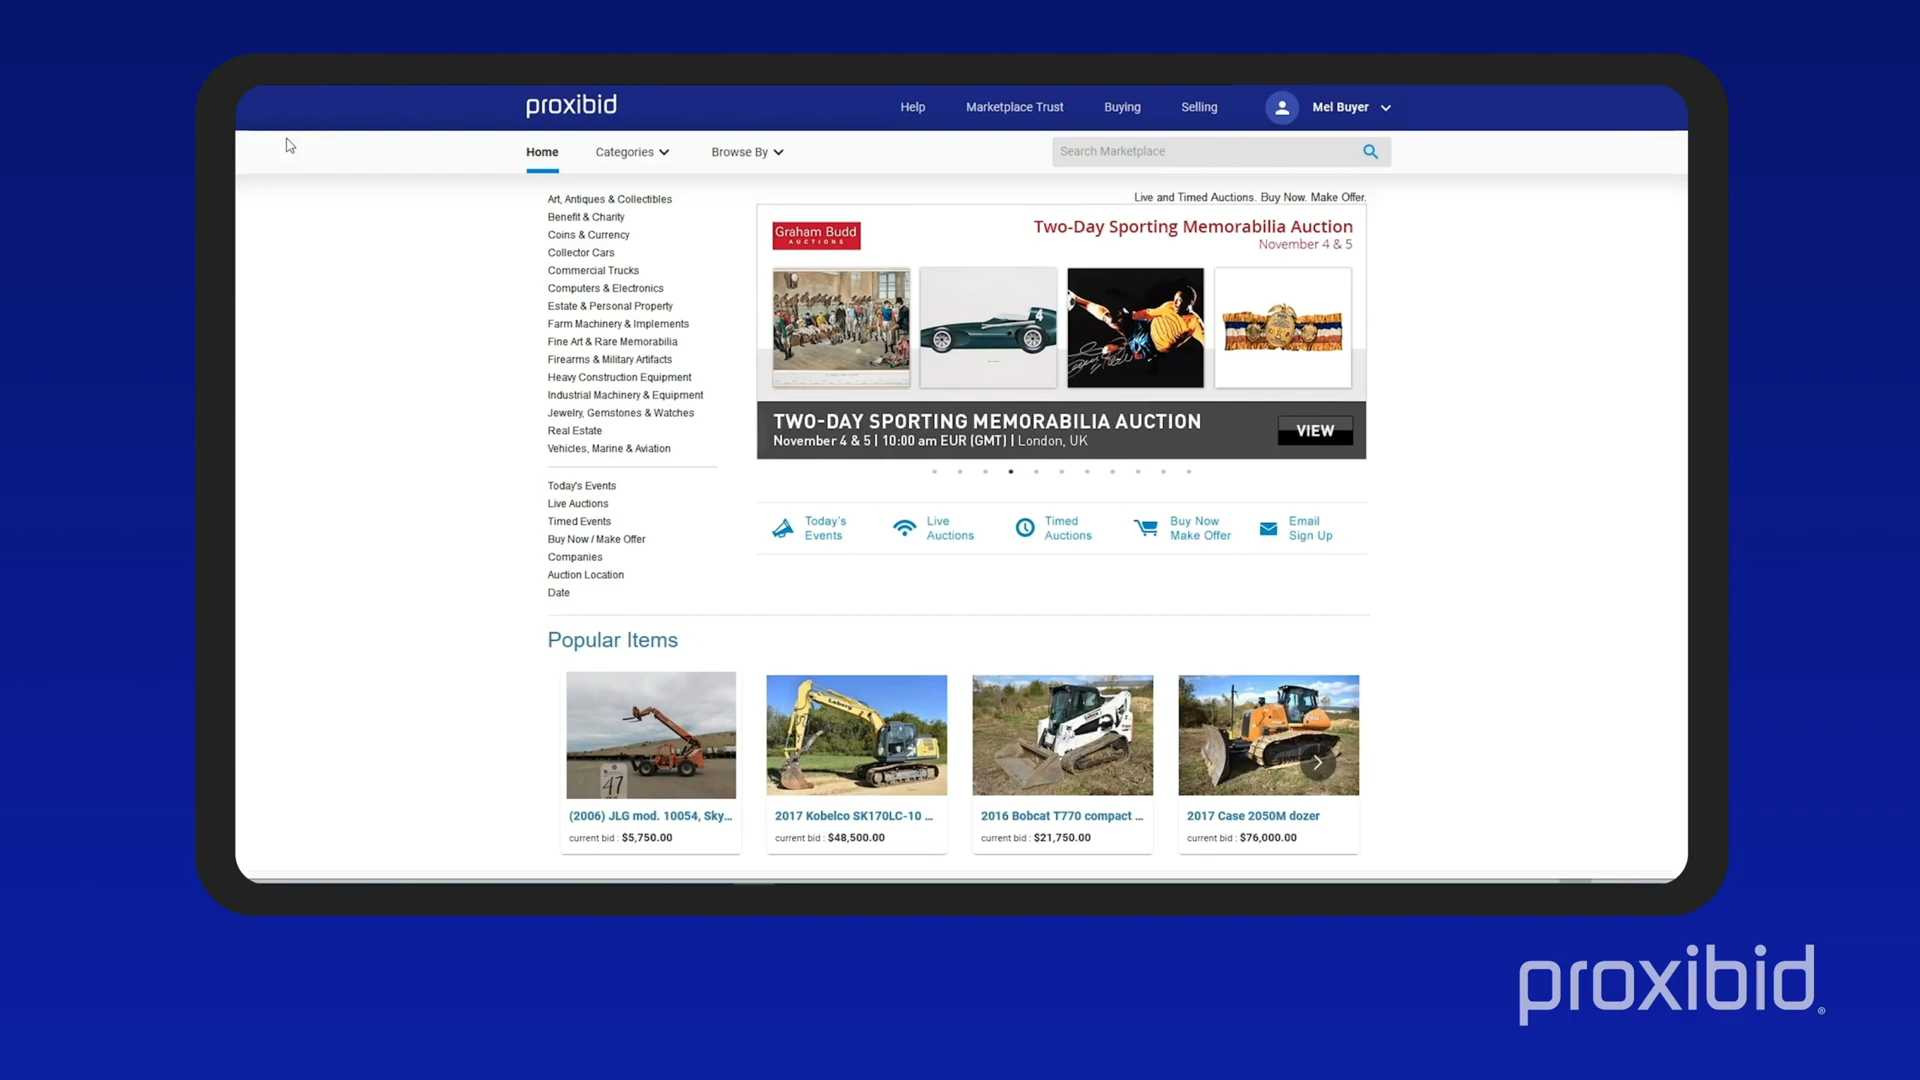 proxibid
Help
Marketplace Trust
Buying
Selling
Mel Buyer
Home
Categories
Browse By
Search Marketplace
Art, Antiques & Collectibles
Benefit & Charity
Coins & Currency
Collector Cars
Commercial Trucks
Computers & Electronics
Estate & Personal Property
Farm Machinery & Implements
Fine Art & Rare Memorabilia
Firearms & Military Artifacts
Heavy Construction Equipment
Industrial Machinery & Equipment
Jewelry, Gemstones & Watches
Real Estate
Vehicles, Marine & Aviation
Today's Events
Live Auctions
Timed Events
Buy Now / Make Offer
Companies
Auction Location
Date
Live and Timed Auctions. Buy Now. Make Offer.
Graham Budd
AUCTIONS
Two-Day Sporting Memorabilia Auction
November 4 & 5
4
TWO-DAY SPORTING MEMORABILIA AUCTION
November 4 & 5 | 10:00 am EUR (GMT) | London, UK
VIEW
Today's
Events
Live
Auctions
Timed
Auctions
Buy Now
Make Offer
Email
Sign Up
Popular Items
47
(2006) JLG mod. 10054, Sky...
current bid : $5,750.00
2017 Kobelco SK170LC-10 ...
current bid : $48,500.00
2016 Bobcat T770 compact ...
current bid : $21,750.00
2017 Case 2050M dozer
current bid : $76,000.00
proxibid®